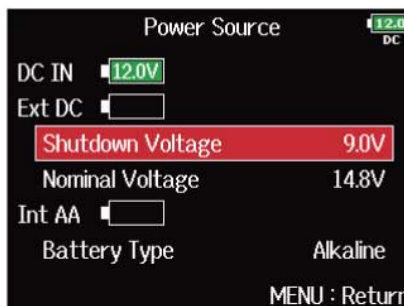 Power Source
12.0
DC
DC IN 12.0V
Ext DC
Shutdown Voltage 9.0V
Nominal Voltage 14.8V
Int AA
Battery Type Alkaline
MENU : Return